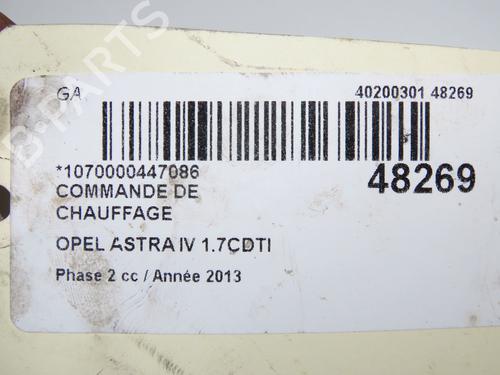 B-PARTS
GA
40200301 48269
*1070000447086
48269
COMMANDE DE
CHAUFFAGE
OPEL ASTRA IV 1.7CDTI
Phase 2 cc / Année 2013